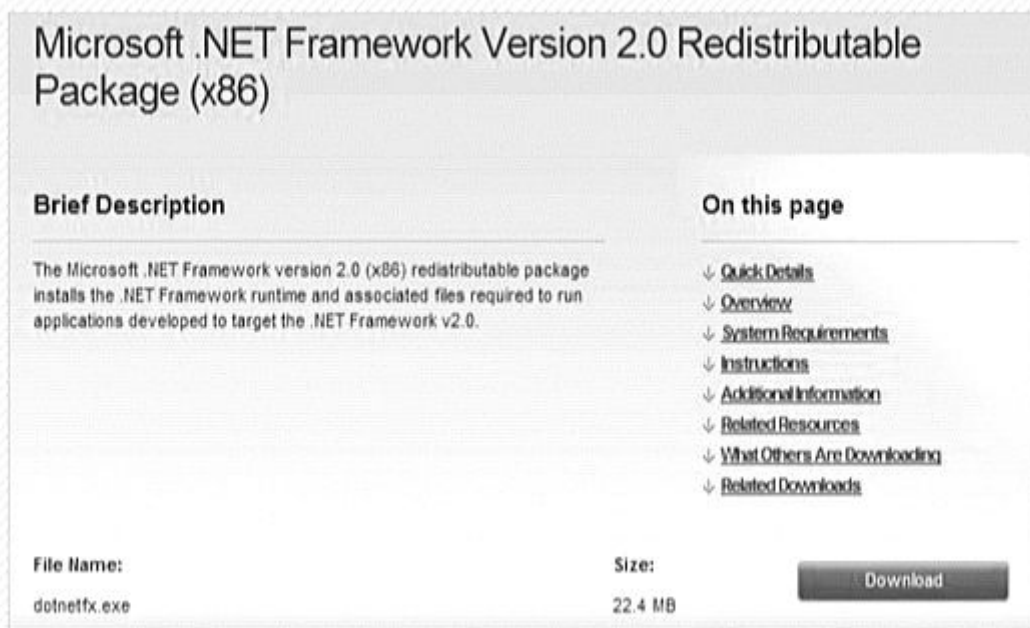 Microsoft .NET Framework Version 2.0 Redistributable
Package (x86)
Brief Description
The Microsoft .NET Framework version 2.0 (x86) redistributable package
installs the .NET Framework runtime and associated files required to run
applications developed to target the .NET Framework v2.0.
On this page
Quick Details
Overview
System Requirements
Instructions
Additional Information
Related Resources
What Others Are Downloading
Related Downloads
File Name:
dotnetfx.exe
Size:
22.4 MB
Download